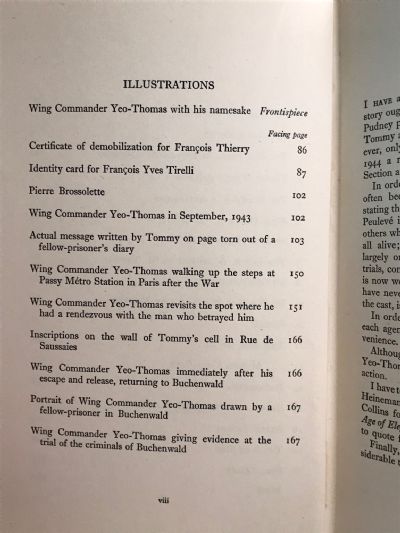 ILLUSTRATIONS
Wing Commander Yeo-Thomas with his namesake Frontispiece
Facing page
Certificate of demobilization for François Thierry 86
Identity card for François Yves Tirelli 87
Pierre Brossolette 102
Wing Commander Yeo-Thomas in September, 1943 102
Actual message written by Tommy on page torn out of a
fellow-prisoner's diary 103
Wing Commander Yeo-Thomas walking up the steps at
Passy Métro Station in Paris after the War 150
Wing Commander Yeo-Thomas revisits the spot where he
had a rendezvous with the man who betrayed him 151
Inscriptions on the wall of Tommy's cell in Rue de
Saussaies 166
Wing Commander Yeo-Thomas immediately after his
escape and release, returning to Buchenwald 166
Portrait of Wing Commander Yeo-Thomas drawn by a
fellow-prisoner in Buchenwald 167
Wing Commander Yeo-Thomas giving evidence at the
trial of the criminals of Buchenwald 167
viii
I HAVE A
story oug
Pudney p
Tommy a
ever, only
1944 a r
Section a
In orde
often bee
stating th
Peulevé i
others wh
all alive;
largely o
trials, con
is now w
have neve
the cast, is
In orde
each agen
venience.
Althoug
Yeo-Thon
action.
I have to
Heineman
Collins fo
Age of Ele
to quote f
Finally,
siderable t